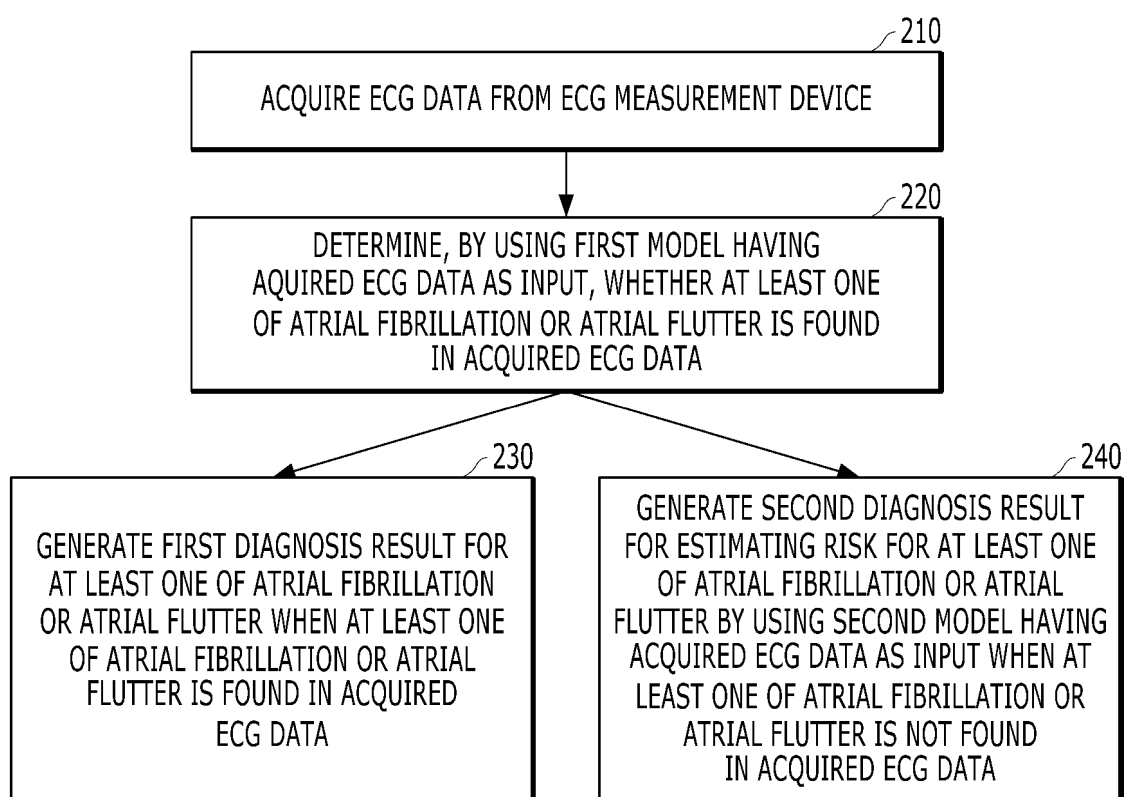 210
ACQUIRE ECG DATA FROM ECG MEASUREMENT DEVICE
220
DETERMINE, BY USING FIRST MODEL HAVING
AQUIRED ECG DATA AS INPUT, WHETHER AT LEAST ONE
OF ATRIAL FIBRILLATION OR ATRIAL FLUTTER IS FOUND
IN ACQUIRED ECG DATA
230
GENERATE FIRST DIAGNOSIS RESULT FOR
AT LEAST ONE OF ATRIAL FIBRILLATION
OR ATRIAL FLUTTER WHEN AT LEAST ONE
OF ATRIAL FIBRILLATION OR ATRIAL
FLUTTER IS FOUND IN ACQUIRED
ECG DATA
240
GENERATE SECOND DIAGNOSIS RESULT
FOR ESTIMATING RISK FOR AT LEAST ONE
OF ATRIAL FIBRILLATION OR ATRIAL
FLUTTER BY USING SECOND MODEL HAVING
ACQUIRED ECG DATA AS INPUT WHEN AT
LEAST ONE OF ATRIAL FIBRILLATION OR
ATRIAL FLUTTER IS NOT FOUND
IN ACQUIRED ECG DATA